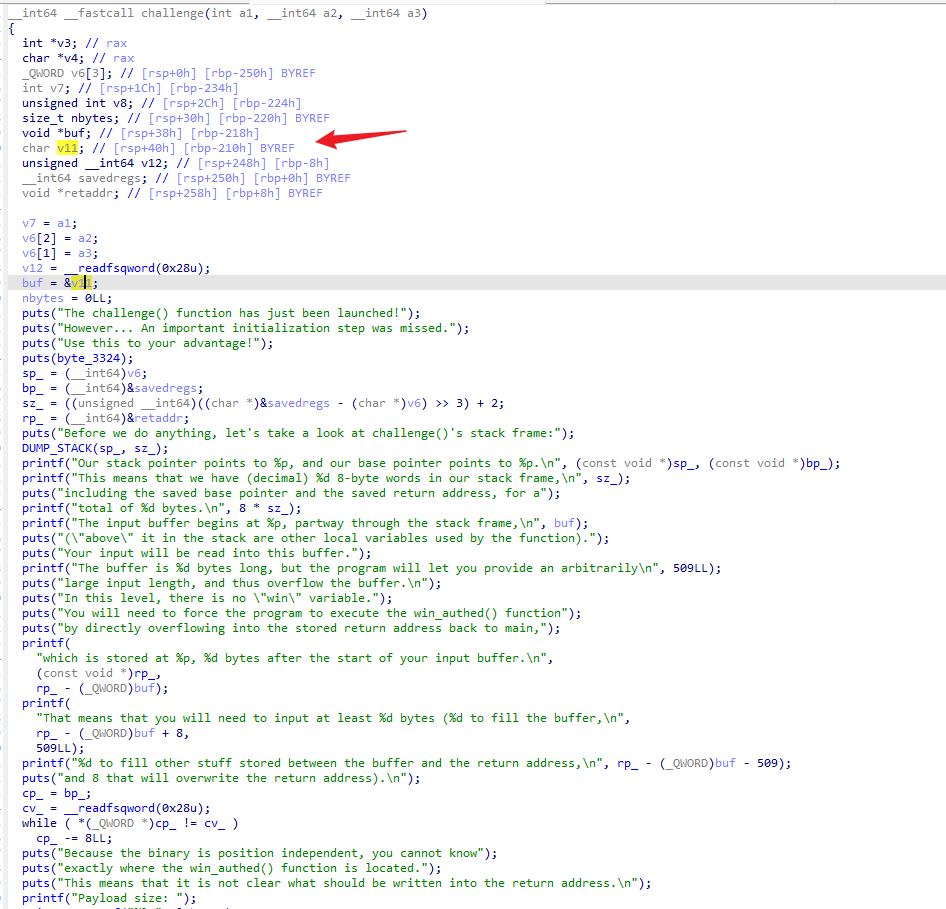 __int64 __fastcall challenge(int a1, __int64 a2, __int64 a3)
{
  int *v3; // rax
  char *v4; // rax
  _QWORD v6[3]; // [rsp+0h] [rbp-250h] BYREF
  int v7; // [rsp+1Ch] [rbp-234h]
  unsigned int v8; // [rsp+2Ch] [rbp-224h]
  size_t nbytes; // [rsp+30h] [rbp-220h] BYREF
  void *buf; // [rsp+38h] [rbp-218h]
  char v11; // [rsp+40h] [rbp-210h] BYREF
  unsigned __int64 v12; // [rsp+248h] [rbp-8h]
  __int64 savedregs; // [rsp+250h] [rbp+0h] BYREF
  void *retaddr; // [rsp+258h] [rbp+8h] BYREF
  v7 = a1;
  v6[2] = a2;
  v6[1] = a3;
  v12 = __readfsqword(0x28u);
  buf = &v11;
  nbytes = 0LL;
  puts("The challenge() function has just been launched!");
  puts("However... An important initialization step was missed.");
  puts("Use this to your advantage!");
  puts(byte_3324);
  sp_ = (__int64)v6;
  bp_ = (__int64)&savedregs;
  sz_ = ((unsigned __int64)((char *)&savedregs - (char *)v6) >> 3) + 2;
  rp_ = (__int64)&retaddr;
  puts("Before we do anything, let's take a look at challenge()'s stack frame:");
  DUMP_STACK(sp_, sz_);
  printf("Our stack pointer points to %p, and our base pointer points to %p.\n", (const void *)sp_, (const void *)bp_);
  printf("This means that we have (decimal) %d 8-byte words in our stack frame,\n", sz_);
  puts("including the saved base pointer and the saved return address, for a");
  printf("total of %d bytes.\n", 8 * sz_);
  printf("The input buffer begins at %p, partway through the stack frame,\n", buf);
  puts("(\"above\" it in the stack are other local variables used by the function).");
  puts("Your input will be read into this buffer.");
  printf("The buffer is %d bytes long, but the program will let you provide an arbitrarily\n", 509LL);
  puts("large input length, and thus overflow the buffer.\n");
  puts("In this level, there is no \"win\" variable.");
  puts("You will need to force the program to execute the win_authed() function");
  puts("by directly overflowing into the stored return address back to main,");
  printf(
    "which is stored at %p, %d bytes after the start of your input buffer.\n",
    (const void *)rp_,
    rp_ - (_QWORD)buf);
  printf(
    "That means that you will need to input at least %d bytes (%d to fill the buffer,\n",
    rp_ - (_QWORD)buf + 8,
    509LL);
  printf("%d to fill other stuff stored between the buffer and the return address,\n", rp_ - (_QWORD)buf - 509);
  puts("and 8 that will overwrite the return address).\n");
  cp_ = bp_;
  cv_ = __readfsqword(0x28u);
  while ( *(_QWORD *)cp_ != cv_ )
    cp_ -= 8LL;
  puts("Because the binary is position independent, you cannot know");
  puts("exactly where the win_authed() function is located.");
  puts("This means that it is not clear what should be written into the return address.\n");
  printf("Payload size: ");